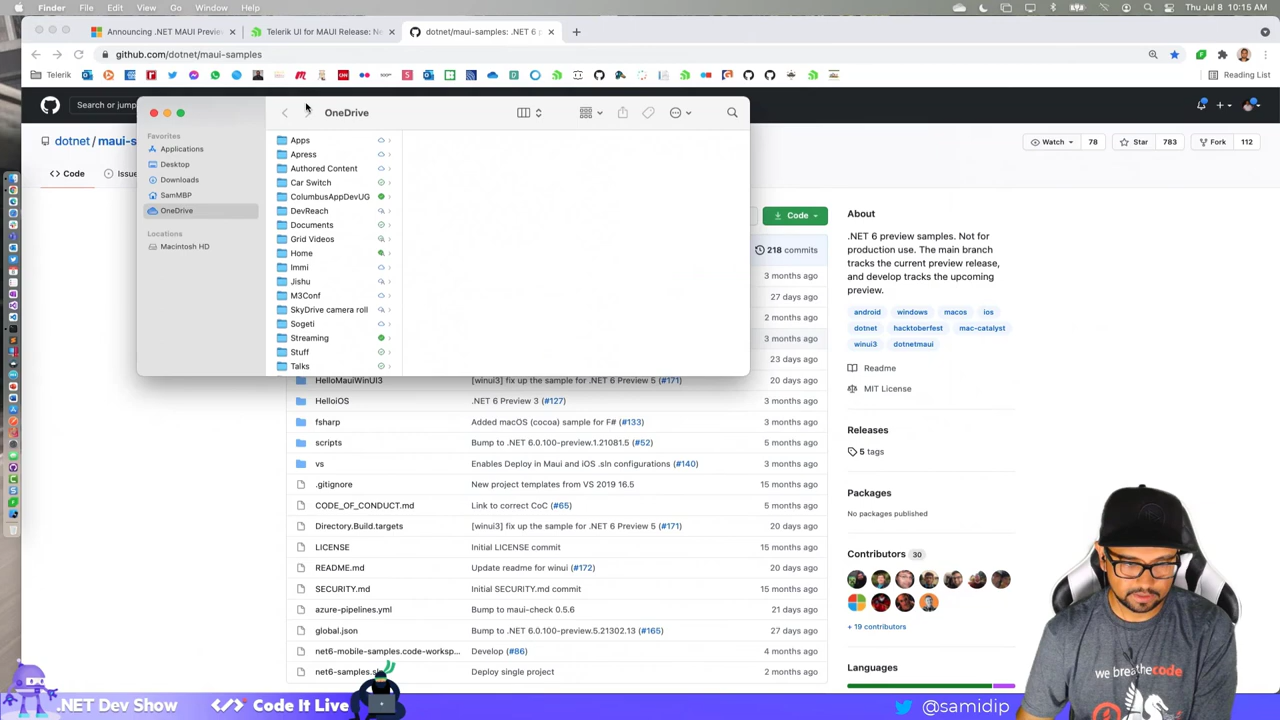 Finder File Edit View Go Window Help Thu Jul 8 10:15 AM
Announcing .NET MAUI Previe
Telerik UI for MAUI Release: Ne
dotnet/maui-samples: .NET 6 p
github.com/dotnet/maui-samples
Telerik
Reading List
Search or jump
OneDrive
Favorites
Applications
Desktop
Downloads
SamMBP
OneDrive
Locations
Macintosh HD
Apps
Apress
Authored Content
Car Switch
ColumbusAppDevUG
DevReach
Documents
Grid Videos
Home
Immi
Jishu
M3Conf
SkyDrive camera roll
Sogeti
Streaming
Stuff
Talks
dotnet / maui-s
Watch 78
Star 783
Fork 112
Code
Issue
Code
218 commits
3 months ago
27 days ago
2 months ago
3 months ago
23 days ago
HelloMauiWinUI3 [winui3] fix up the sample for .NET 6 Preview 5 (#171) 20 days ago
HelloiOS .NET 6 Preview 3 (#127) 3 months ago
fsharp Added macOS (cocoa) sample for F# (#133) 3 months ago
scripts Bump to .NET 6.0.100-preview.1.21081.5 (#52) 5 months ago
vs Enables Deploy in Maui and iOS .sln configurations (#140) 3 months ago
.gitignore New project templates from VS 2019 16.5 15 months ago
CODE_OF_CONDUCT.md Link to correct CoC (#65) 5 months ago
Directory.Build.targets [winui3] fix up the sample for .NET 6 Preview 5 (#171) 20 days ago
LICENSE Initial LICENSE commit 15 months ago
README.md Update readme for winui (#172) 20 days ago
SECURITY.md Initial SECURITY.md commit 15 months ago
azure-pipelines.yml Bump to maui-check 0.5.6 21 days ago
global.json Bump to .NET 6.0.100-preview.5.21302.13 (#165) 27 days ago
net6-mobile-samples.code-worksp... Develop (#86) 4 months ago
net6-samples.sln Deploy single project 2 months ago
About
.NET 6 preview samples. Not for
production use. The main branch
tracks the current preview release,
and develop tracks the upcoming
preview.
android windows macos ios
dotnet hacktoberfest mac-catalyst
winui3 dotnetmaui
Readme
MIT License
Releases
5 tags
Packages
No packages published
Contributors 30
+ 19 contributors
Languages
we breathecode
.NET Dev Show
Code It Live
@samidip